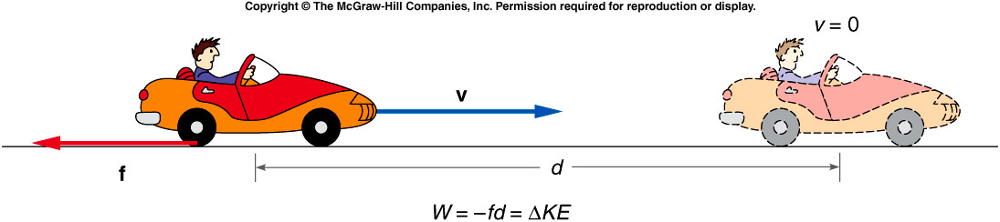 Copyright © The McGraw-Hill Companies, Inc. Permission required for reproduction or display.
v = 0
v
f
d
W = −fd = ΔKE